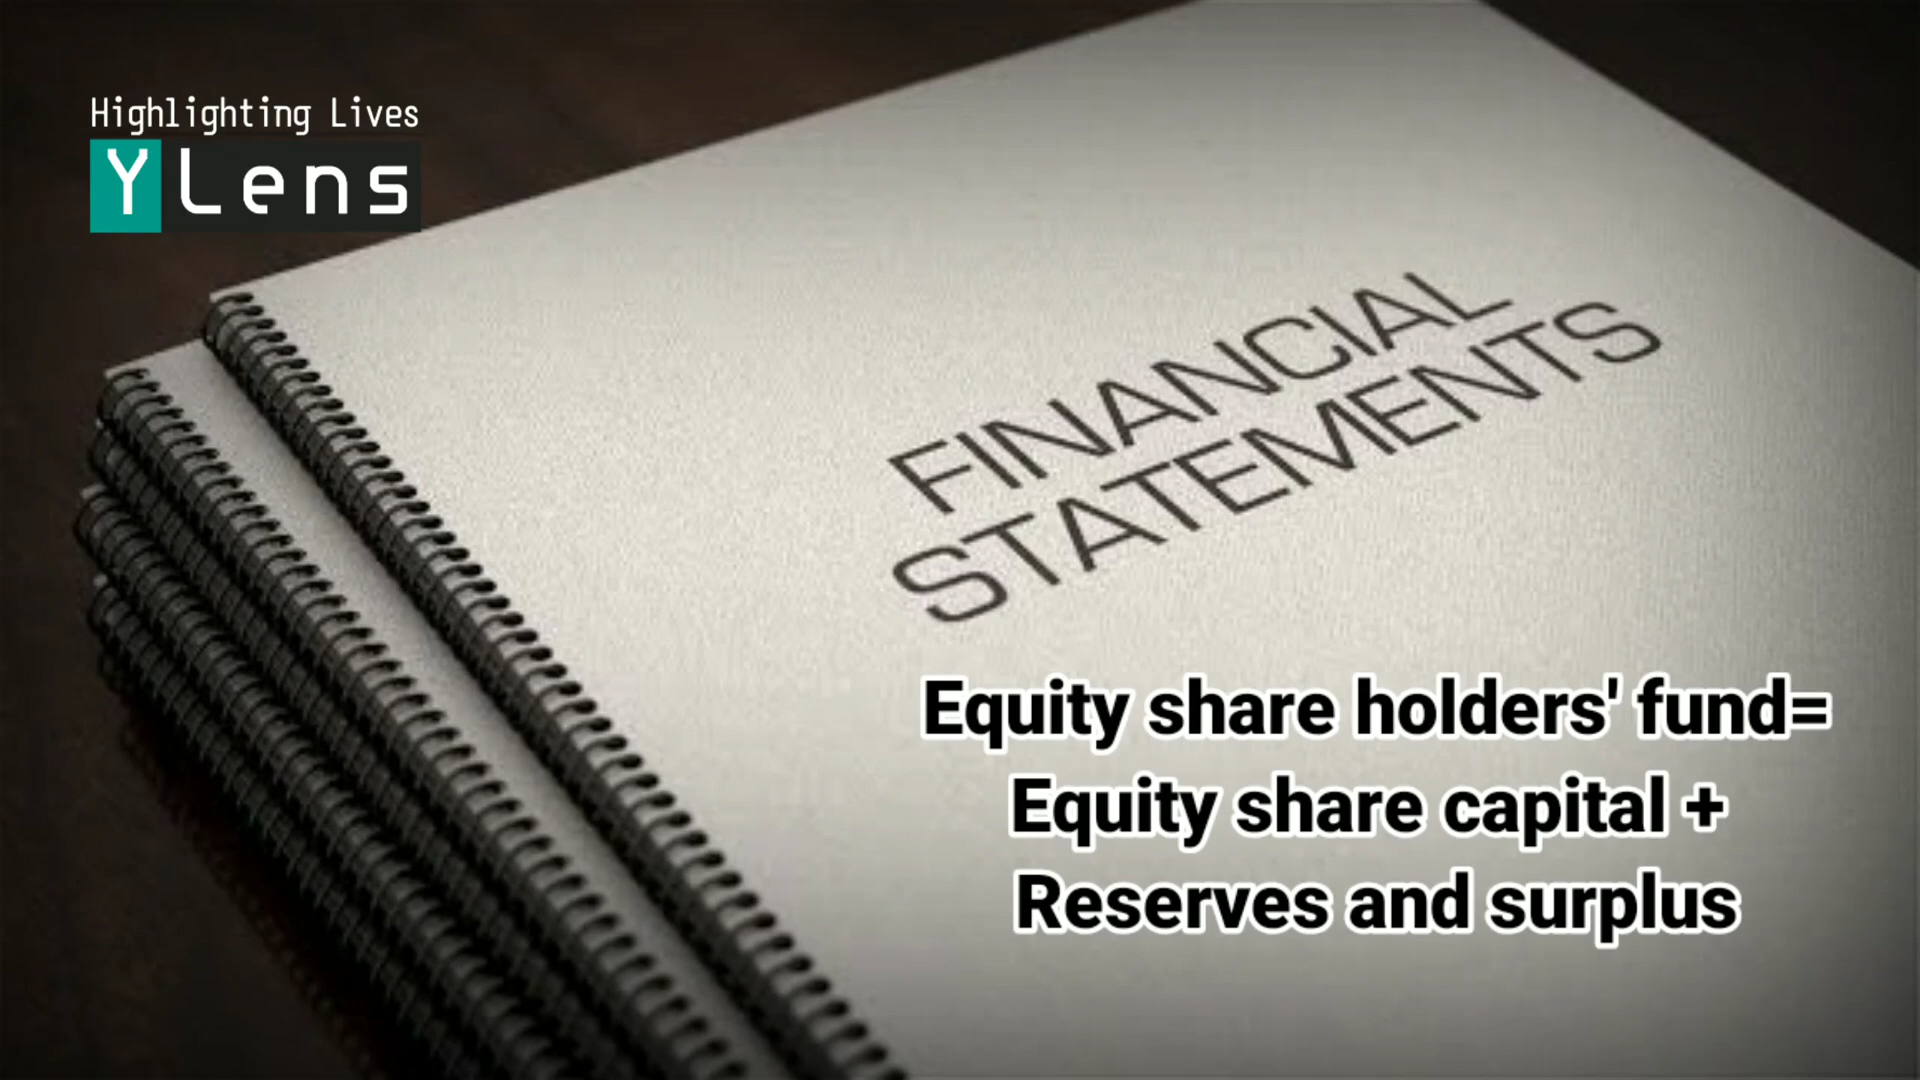 Highlighting Lives
YLens
FINANCIAL
STATEMENTS
Equity share holders' fund=
Equity share capital +
Reserves and surplus